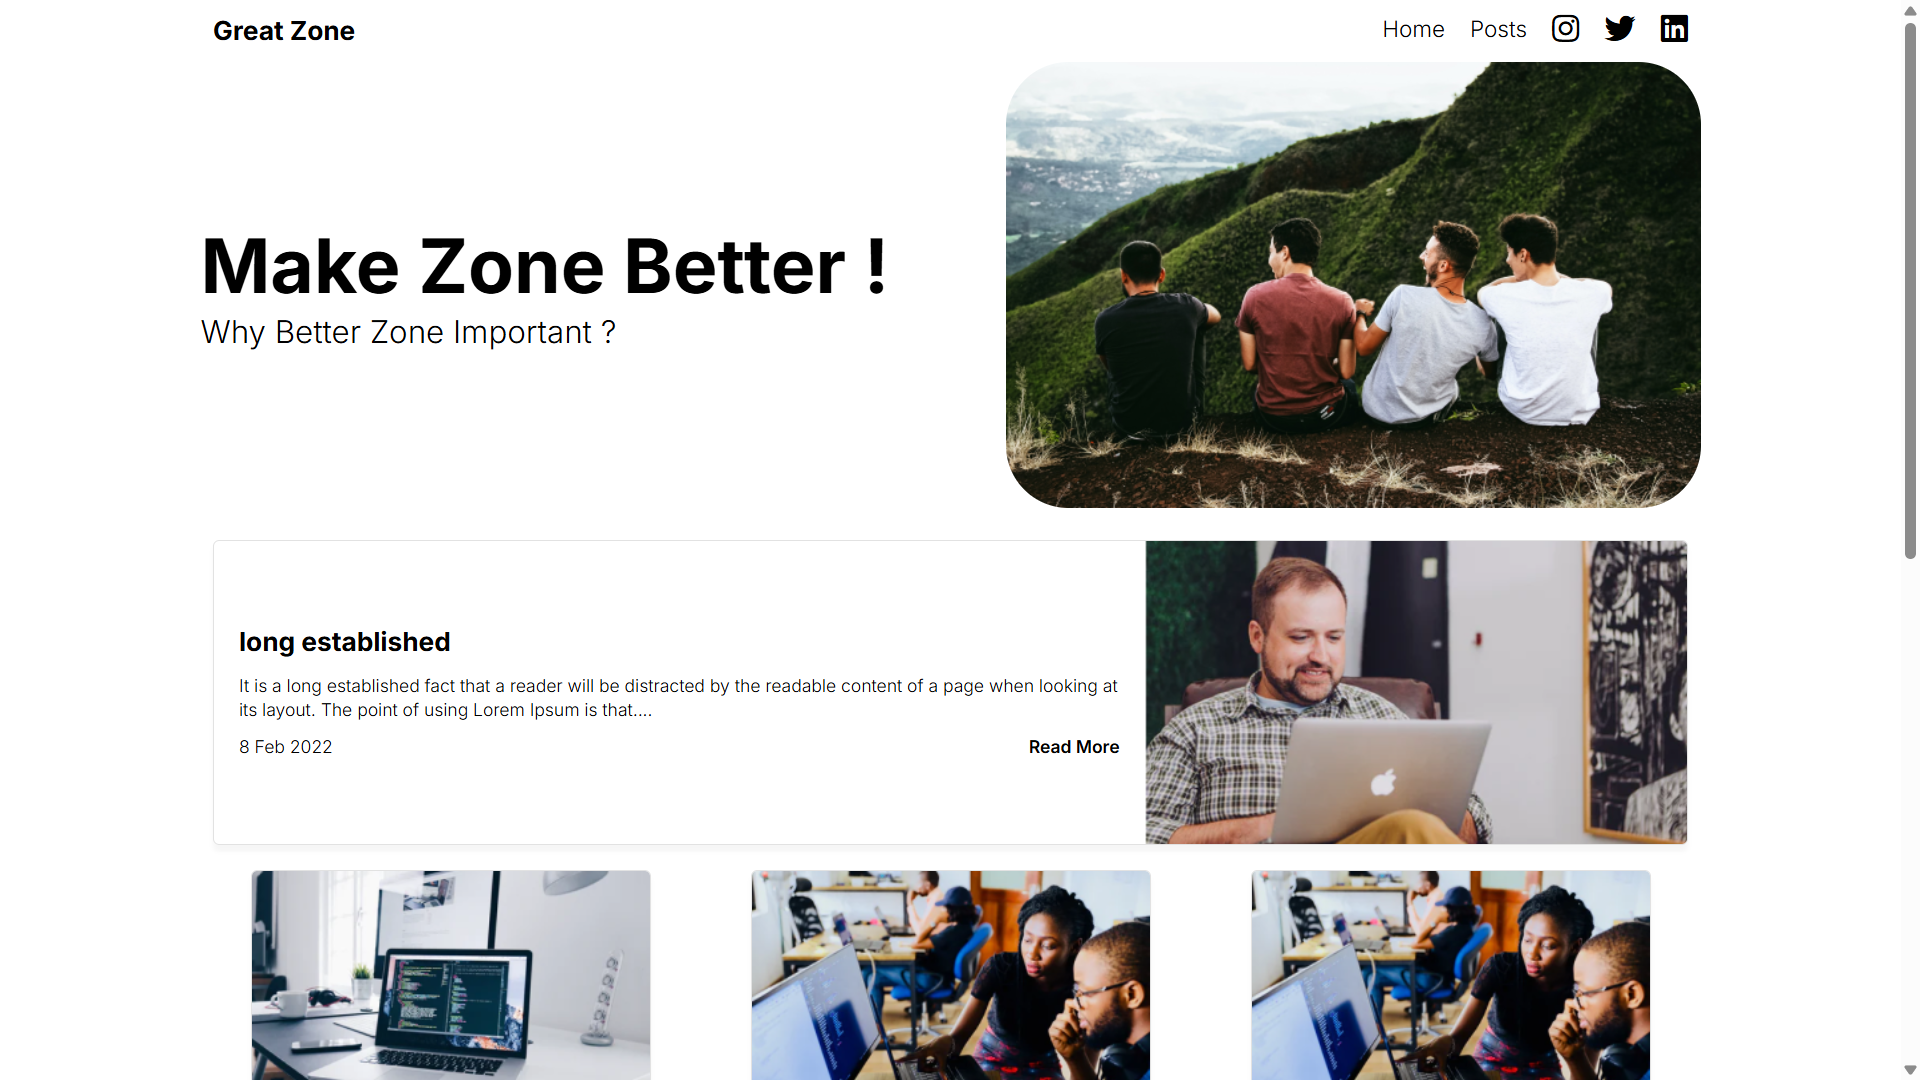 Great Zone
Home
Posts
Make Zone Better !
Why Better Zone Important ?
long established
It is a long established fact that a reader will be distracted by the readable content of a page when looking at
its layout. The point of using Lorem Ipsum is that....
8 Feb 2022
Read More